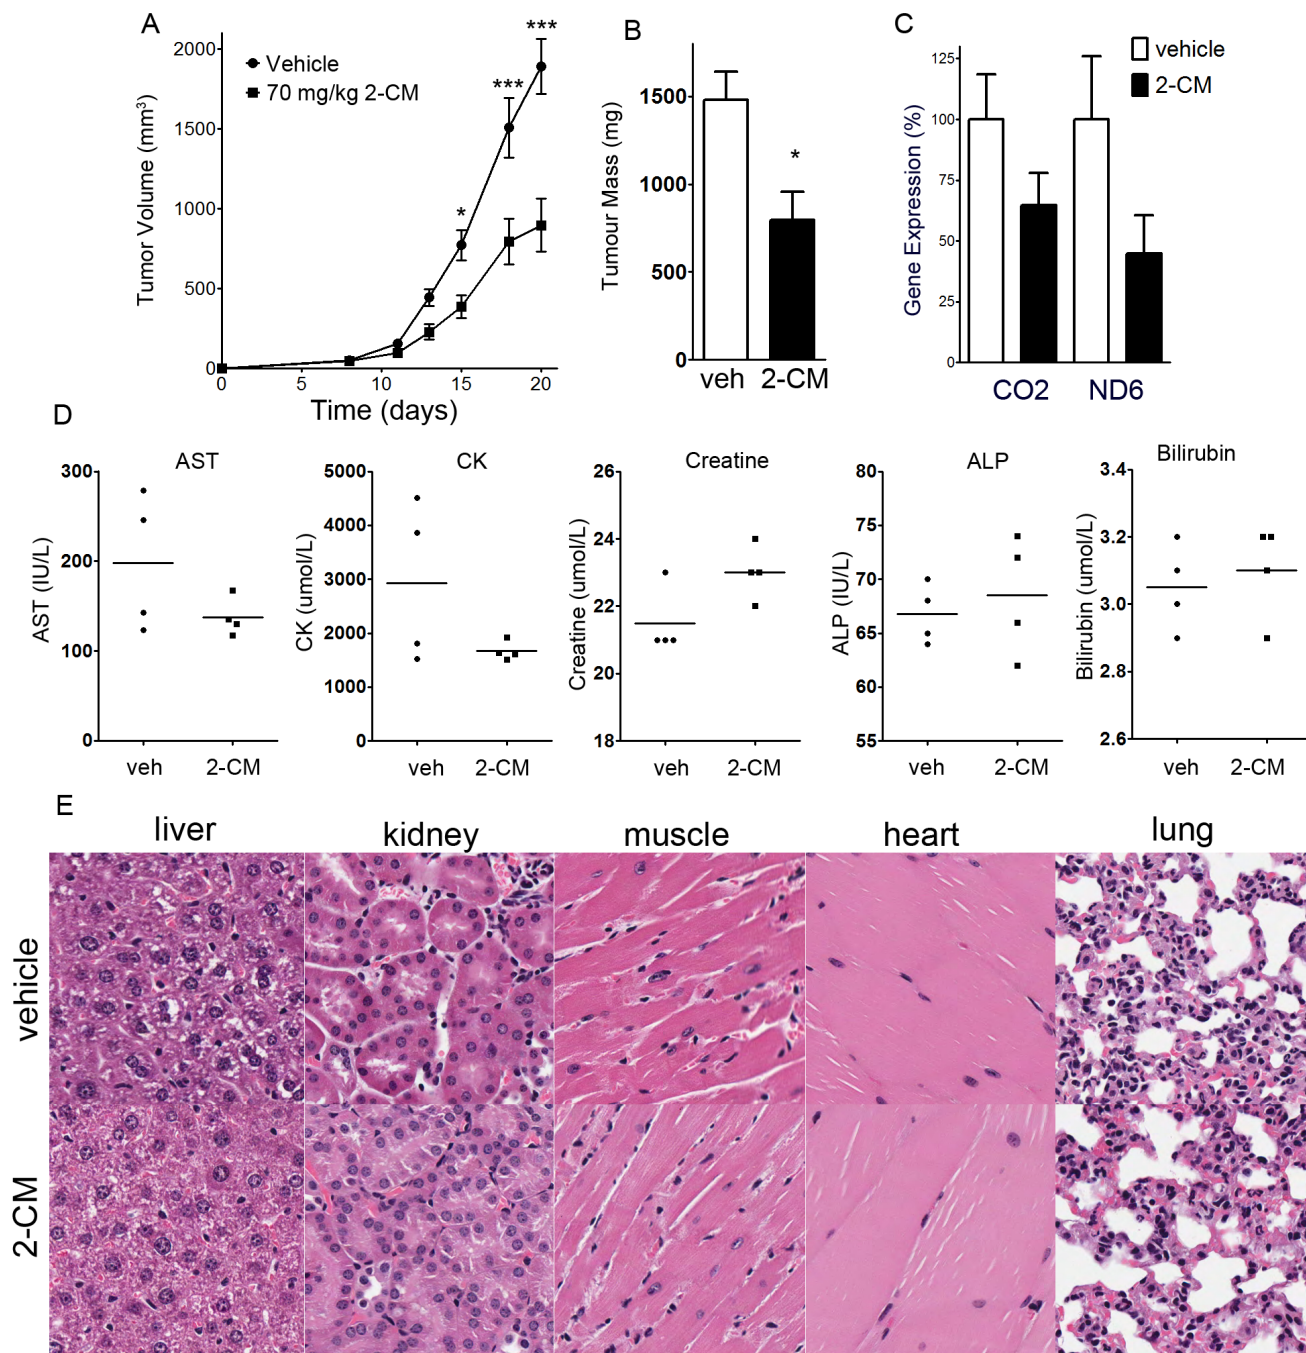 A
Tumor Volume (mm³)
2000
1500
1000
500
0
Vehicle
70 mg/kg 2-CM
*
***
***
0
5
10
15
20
Time (days)
B
Tumour Mass (mg)
1500
1000
500
0
*
veh
2-CM
C
Gene Expression (%)
125
100
75
50
25
0
vehicle
2-CM
CO2
ND6
D
AST
AST (IU/L)
300
200
100
0
veh
2-CM
CK
CK (umol/L)
5000
4000
3000
2000
1000
0
veh
2-CM
Creatine
Creatine (umol/L)
26
24
22
20
18
veh
2-CM
ALP
ALP (IU/L)
80
75
70
65
60
55
veh
2-CM
Bilirubin
Bilirubin (umol/L)
3.4
3.2
3.0
2.8
2.6
veh
2-CM
E
liver
kidney
muscle
heart
lung
vehicle
2-CM